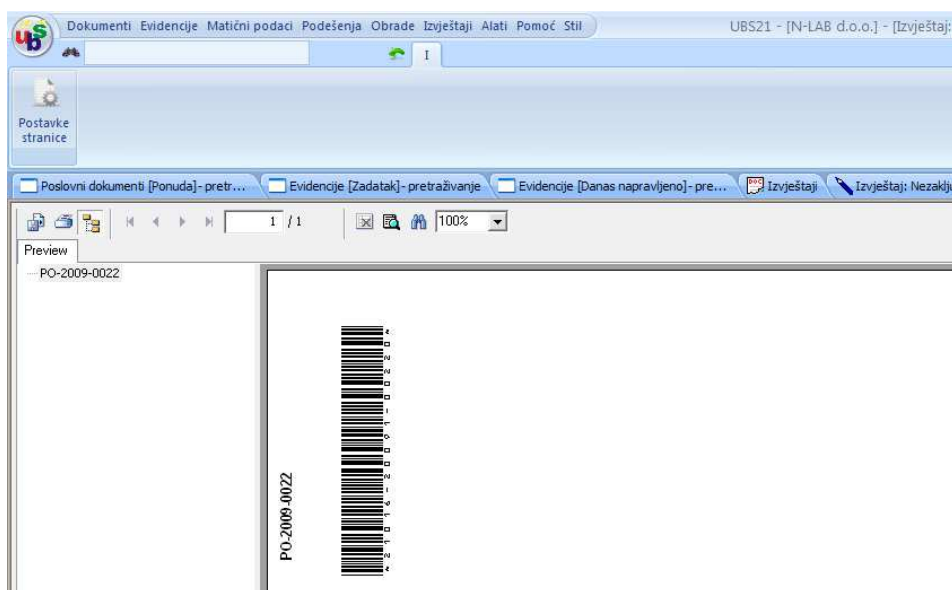 ubs
Dokumenti Evidencije Matični podaci Podešenja Obrade Izvještaji Alati Pomoć Stil
UBS21 - [N-LAB d.o.o.] - [Izvještaj:
I
Postavke
stranice
Poslovni dokumenti [Ponuda]- pretr...
Evidencije [Zadatak]- pretraživanje
Evidencije [Danas napravljeno]- pre...
Izvještaji
Izvještaj: Nezaklju
1 / 1
100%
Preview
PO-2009-0022
PO-2009-0022